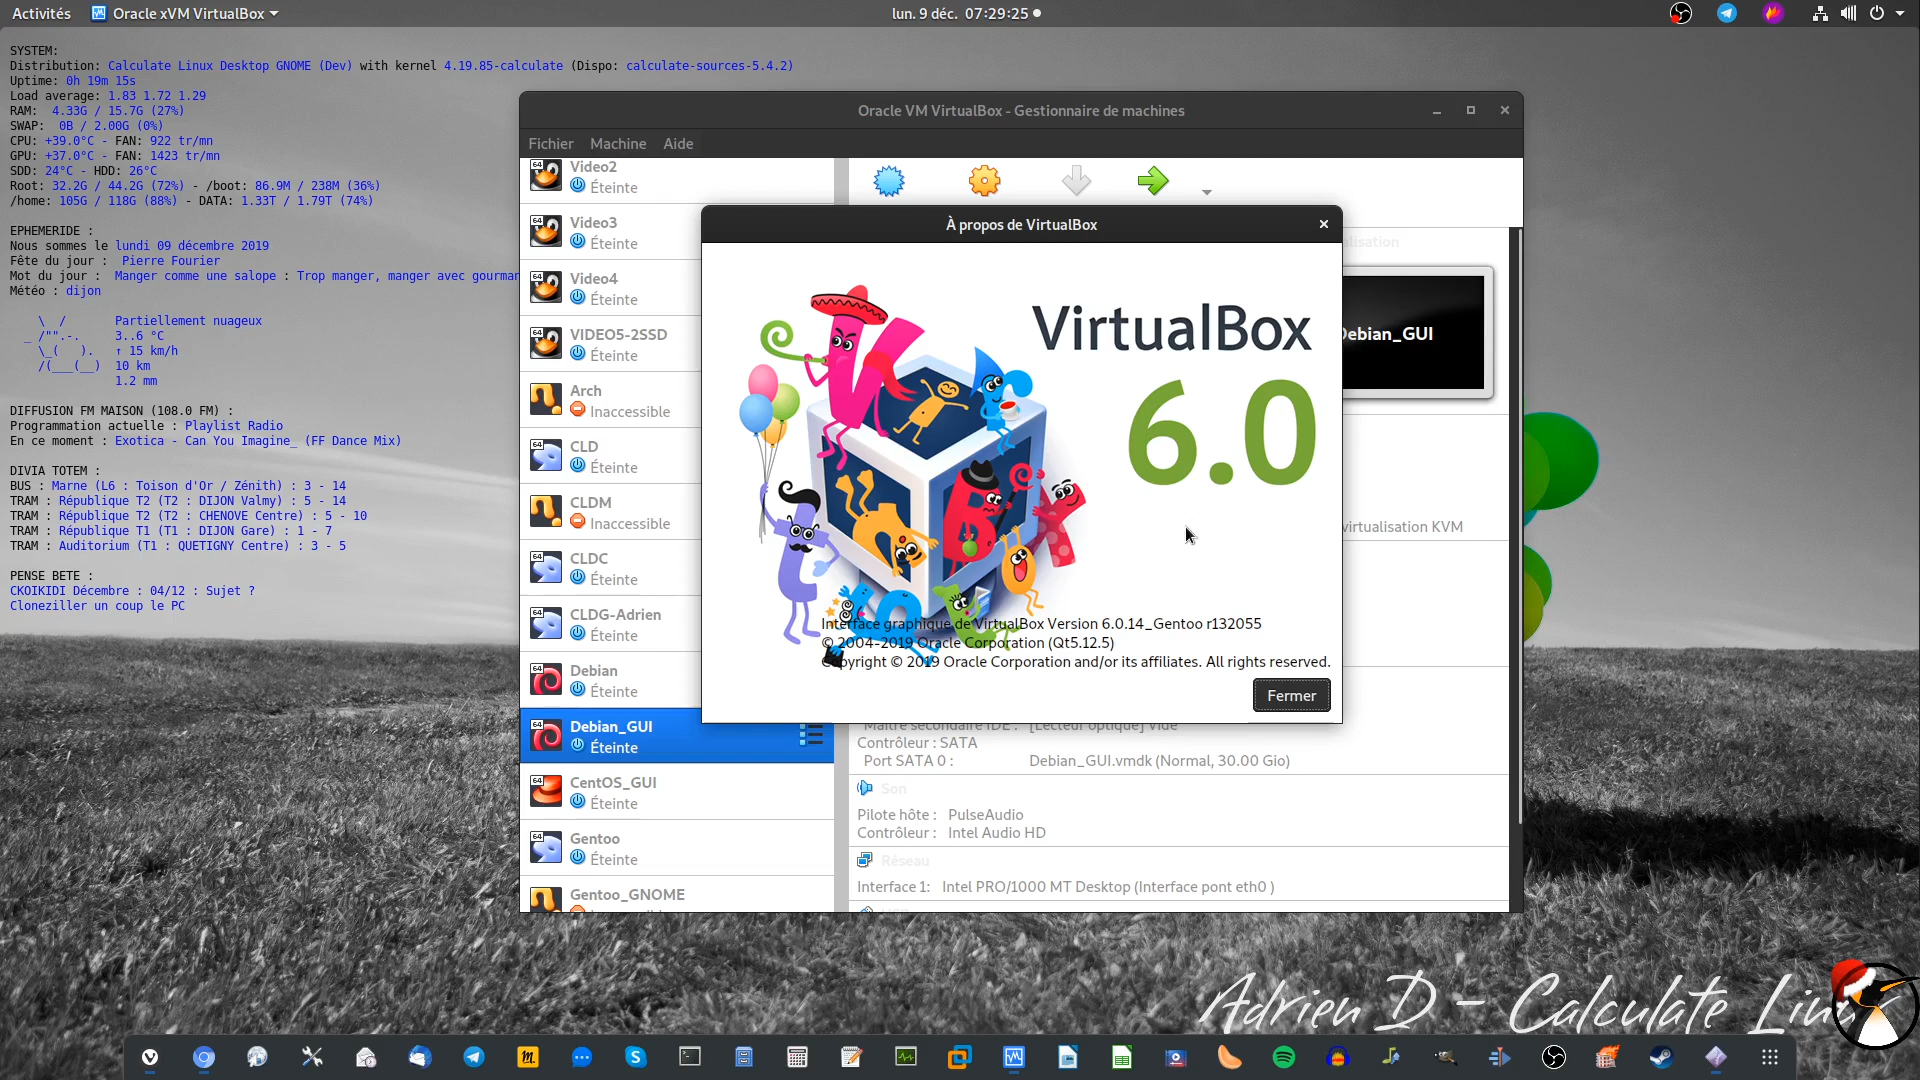 Activités
Oracle xVM VirtualBox
lun. 9 déc. 07:29:25
SYSTEM:
Distribution: Calculate Linux Desktop GNOME (Dev) with kernel 4.19.85-calculate (Dispo: calculate-sources-5.4.2)
Uptime: 0h 19m 15s
Load average: 1.83 1.72 1.29
RAM: 4.33G / 15.7G (27%)
SWAP: 0B / 2.00G (0%)
CPU: +39.0°C - FAN: 922 tr/mn
GPU: +37.0°C - FAN: 1423 tr/mn
SDD: 24°C - HDD: 26°C
Root: 32.2G / 44.2G (72%) - /boot: 86.9M / 238M (36%)
/home: 105G / 118G (88%) - DATA: 1.33T / 1.79T (74%)
EPHEMERIDE :
Nous sommes le lundi 09 décembre 2019
Fête du jour : Pierre Fourier
Mot du jour : Manger comme une salope : Trop manger, manger avec gourmar
Météo : dijon
\ / Partiellement nuageux
_ /"".-. 3..6 °C
\_( ). ↑ 15 km/h
/(___(__) 10 km
1.2 mm
DIFFUSION FM MAISON (108.0 FM) :
Programmation actuelle : Playlist Radio
En ce moment : Exotica - Can You Imagine_ (FF Dance Mix)
DIVIA TOTEM :
BUS : Marne (L6 : Toison d'Or / Zénith) : 3 - 14
TRAM : République T2 (T2 : DIJON Valmy) : 5 - 14
TRAM : République T2 (T2 : CHENOVE Centre) : 5 - 10
TRAM : République T1 (T1 : DIJON Gare) : 1 - 7
TRAM : Auditorium (T1 : QUETIGNY Centre) : 3 - 5
PENSE BETE :
CKOIKIDI Décembre : 04/12 : Sujet ?
Cloneziller un coup le PC
Oracle VM VirtualBox - Gestionnaire de machines
Fichier Machine Aide
Video2
Éteinte
Video3
Éteinte
Video4
Éteinte
VIDEO5-2SSD
Éteinte
Arch
Inaccessible
CLD
Éteinte
CLDM
Inaccessible
CLDC
Éteinte
CLDG-Adrien
Éteinte
Debian
Éteinte
Debian_GUI
Éteinte
CentOS_GUI
Éteinte
Gentoo
Éteinte
Gentoo_GNOME
À propos de VirtualBox
VirtualBox
6.0
Interface graphique de VirtualBox Version 6.0.14_Gentoo r132055
© 2004-2019 Oracle Corporation (Qt5.12.5)
Copyright © 2019 Oracle Corporation and/or its affiliates. All rights reserved.
Fermer
alisation
Debian_GUI
virtualisation KVM
Maître secondaire IDE : [Lecteur optique] Vide
Contrôleur : SATA
Port SATA 0 : Debian_GUI.vmdk (Normal, 30.00 Gio)
Son
Pilote hôte : PulseAudio
Contrôleur : Intel Audio HD
Réseau
Interface 1: Intel PRO/1000 MT Desktop (Interface pont eth0 )
Adrien D - Calculate Linux